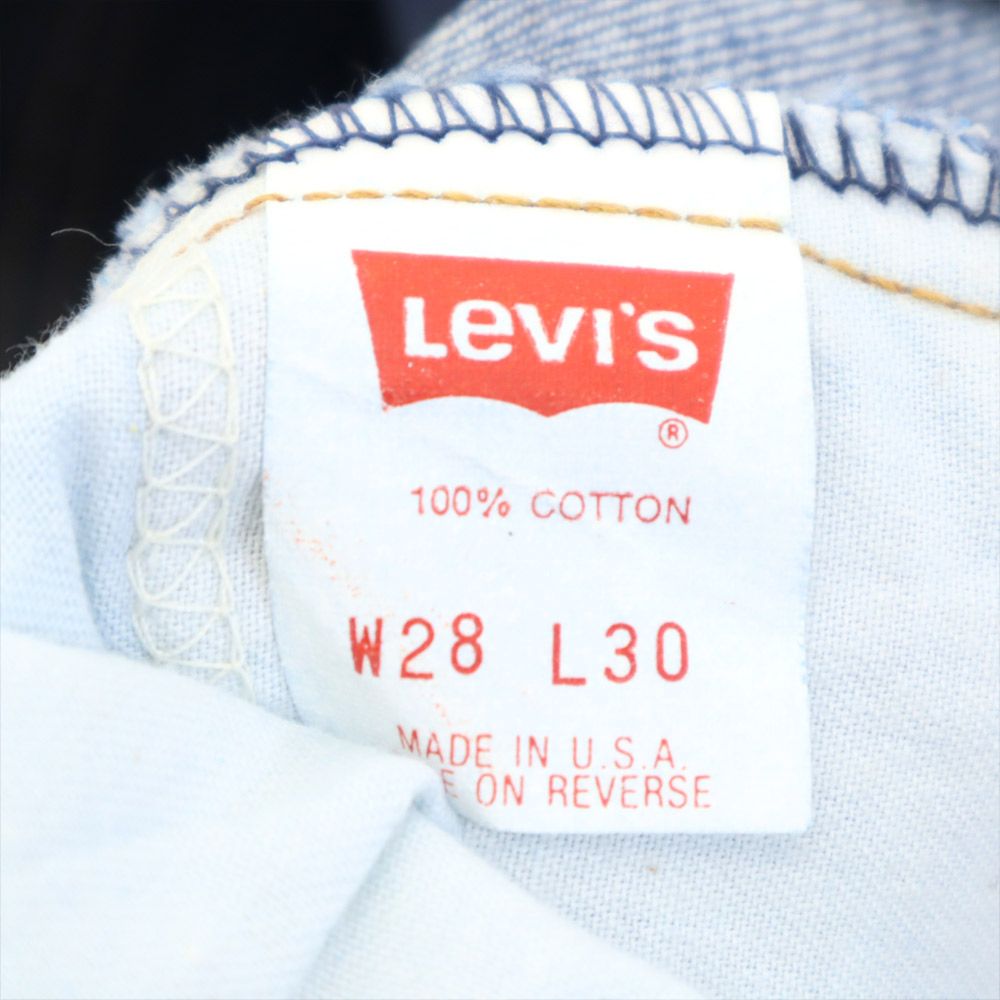 Levi's
®
100% COTTON
W28 L30
MADE IN U.S.A.
ON REVERSE